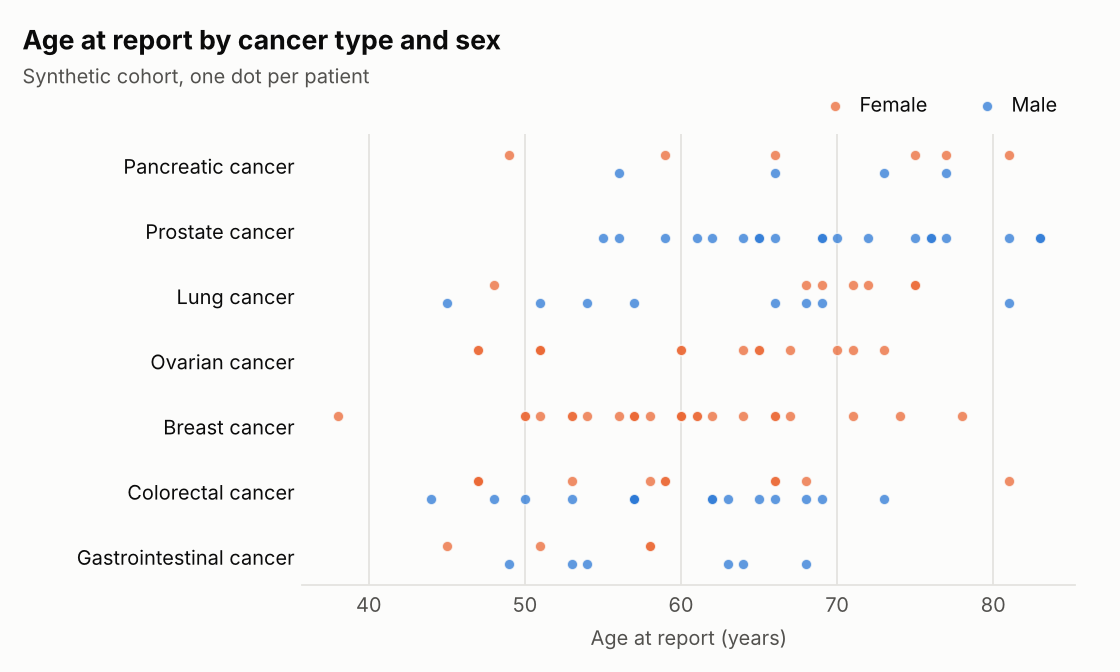 Age at report by cancer type and sex
Synthetic cohort, one dot per patient
Female
Male
Pancreatic cancer
Prostate cancer
Lung cancer
Ovarian cancer
Breast cancer
Colorectal cancer
Gastrointestinal cancer
40 50 60 70 80
Age at report (years)